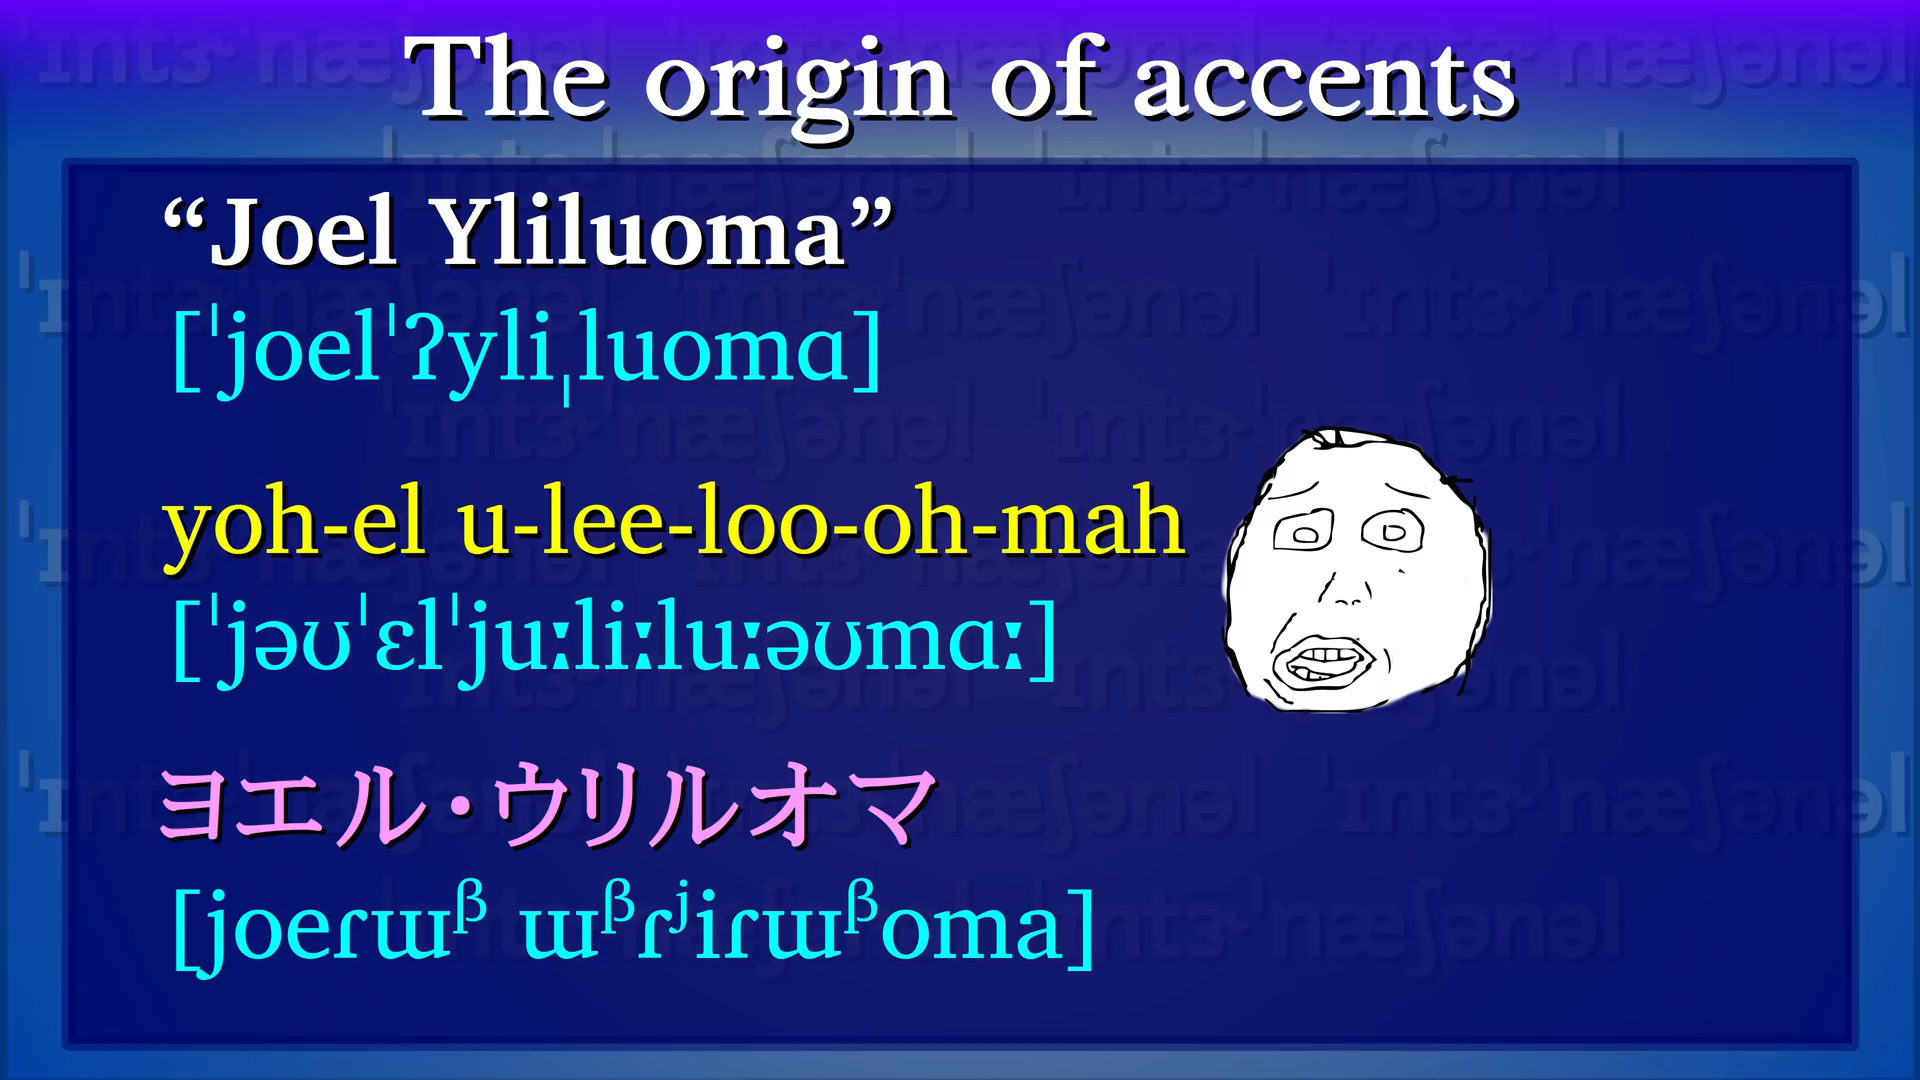 The origin of accents
“Joel Yliluoma”
[ˈjoelˈʔyliˌluomɑ]
yoh-el u-lee-loo-oh-mah
[ˈjəʊˈɛlˈjuːliːluːəʊmɑː]
ヨエル・ウリルオマ
[joeɾɯᵝ ɯᵝɾʲiɾɯᵝoma]